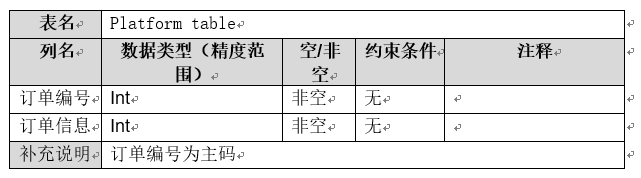 表名 Platform table
列名 数据类型（精度范围） 空/非空 约束条件 注释
订单编号 Int 非空 无
订单信息 Int 非空 无
补充说明 订单编号为主码